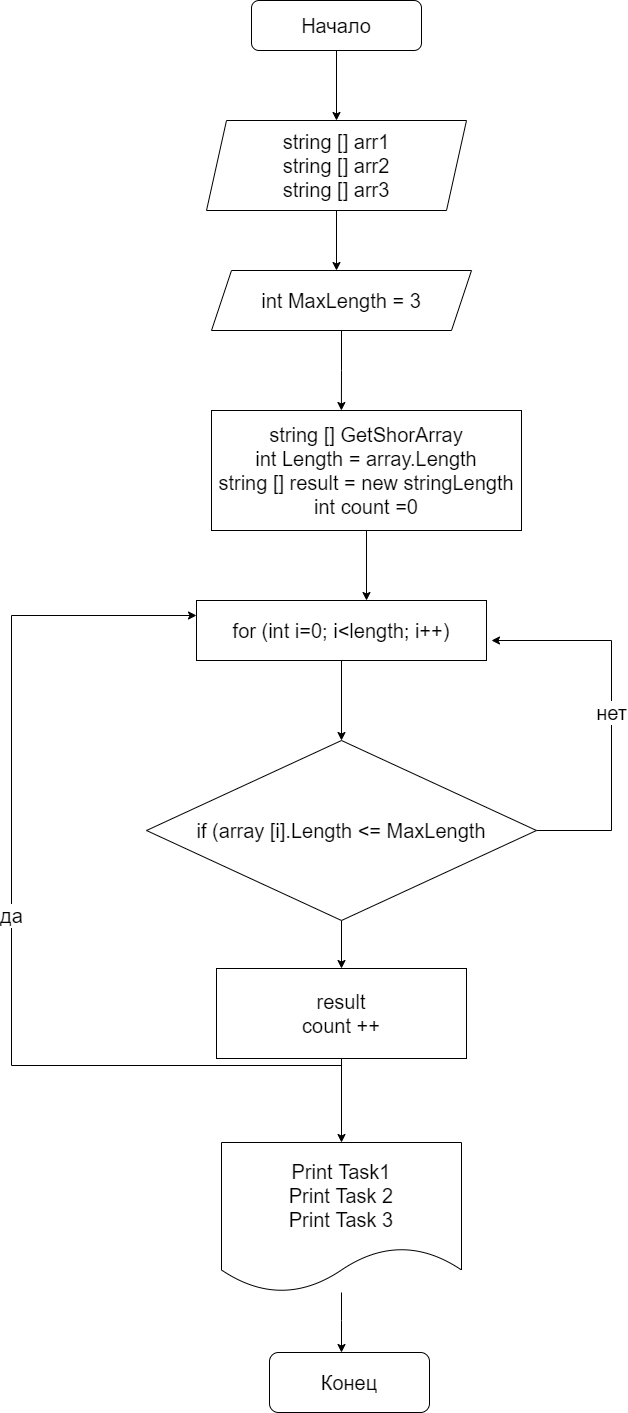 Начало
string [] arr1
string [] arr2
string [] arr3
int MaxLength = 3
string [] GetShorArray
int Length = array.Length
string [] result = new stringLength
int count =0
for (int i=0; i<length; i++)
нет
if (array [i].Length <= MaxLength
да
result
count ++
Print Task1
Print Task 2
Print Task 3
Конец